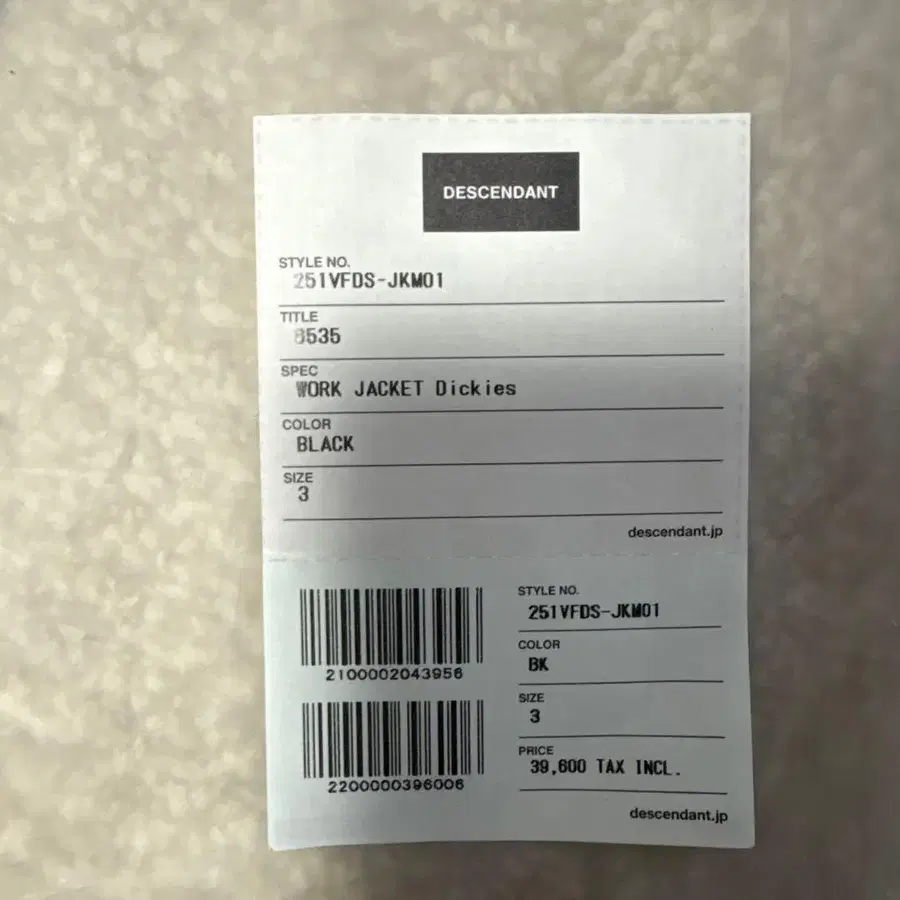 DESCENDANT
STYLE NO.
251VFDS-JKM01
TITLE
8535
SPEC
WORK JACKET Dickies
COLOR
BLACK
SIZE
3
descendant.jp
2100002043956
2200000396006
STYLE NO.
251VFDS-JKM01
COLOR
BK
SIZE
3
PRICE
39,600 TAX INCL.
descendant.jp